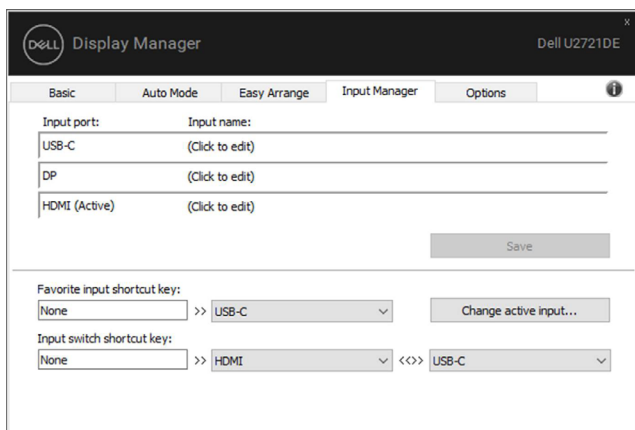 x
DELL Display Manager Dell U2721DE
Basic Auto Mode Easy Arrange Input Manager Options i
Input port: Input name:
USB-C (Click to edit)
DP (Click to edit)
HDMI (Active) (Click to edit)
Save
Favorite input shortcut key:
None >> USB-C Change active input...
Input switch shortcut key:
None >> HDMI <<>> USB-C